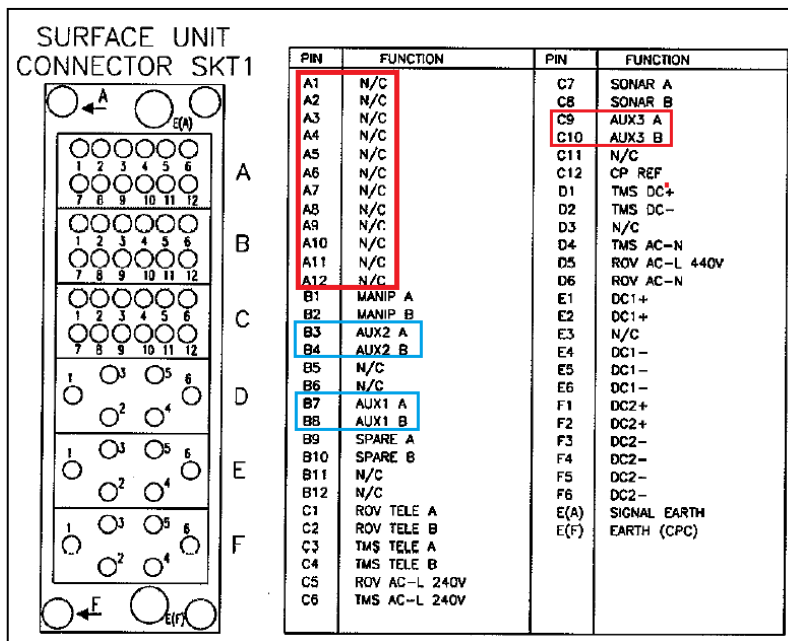 SURFACE UNIT
CONNECTOR SKT1
A
E(A)
1 2 3 4 5 6
7 8 9 10 11 12
A
1 2 3 4 5 6
7 8 9 10 11 12
B
1 2 3 4 5 6
7 8 9 10 11 12
C
1 3 5 6
2 4
D
1 3 5 6
2 4
E
1 3 5 6
2 4
F
F
E(F)
PIN FUNCTION
A1 N/C
A2 N/C
A3 N/C
A4 N/C
A5 N/C
A6 N/C
A7 N/C
A8 N/C
A9 N/C
A10 N/C
A11 N/C
A12 N/C
B1 MANIP A
B2 MANIP B
B3 AUX2 A
B4 AUX2 B
B5 N/C
B6 N/C
B7 AUX1 A
B8 AUX1 B
B9 SPARE A
B10 SPARE B
B11 N/C
B12 N/C
C1 ROV TELE A
C2 ROV TELE B
C3 TMS TELE A
C4 TMS TELE B
C5 ROV AC-L 240V
C6 TMS AC-L 240V
PIN FUNCTION
C7 SONAR A
C8 SONAR B
C9 AUX3 A
C10 AUX3 B
C11 N/C
C12 CP REF
D1 TMS DC+
D2 TMS DC-
D3 N/C
D4 TMS AC-N
D5 ROV AC-L 440V
D6 ROV AC-N
E1 DC1+
E2 DC1+
E3 N/C
E4 DC1-
E5 DC1-
E6 DC1-
F1 DC2+
F2 DC2+
F3 DC2-
F4 DC2-
F5 DC2-
F6 DC2-
E(A) SIGNAL EARTH
E(F) EARTH (CPC)